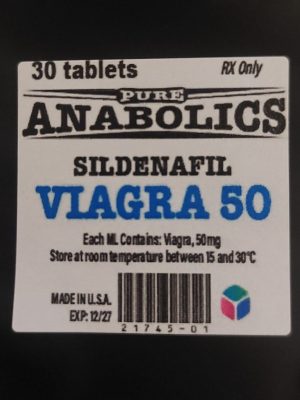 30 tablets RX Only
PURE
ANABOLICS
SILDENAFIL
VIAGRA 50
Each ML Contains: Viagra, 50mg
Store at room temperature between 15 and 30°C
MADE IN U.S.A.
EXP: 12/27
21745-01